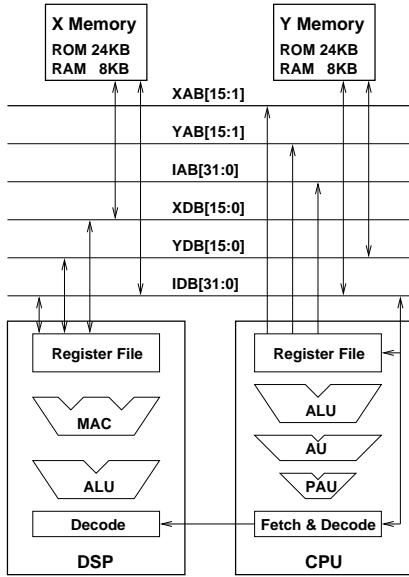 X Memory
ROM 24KB
RAM 8KB
Y Memory
ROM 24KB
RAM 8KB
XAB[15:1]
YAB[15:1]
IAB[31:0]
XDB[15:0]
YDB[15:0]
IDB[31:0]
Register File
MAC
ALU
Decode
DSP
Register File
ALU
AU
PAU
Fetch & Decode
CPU